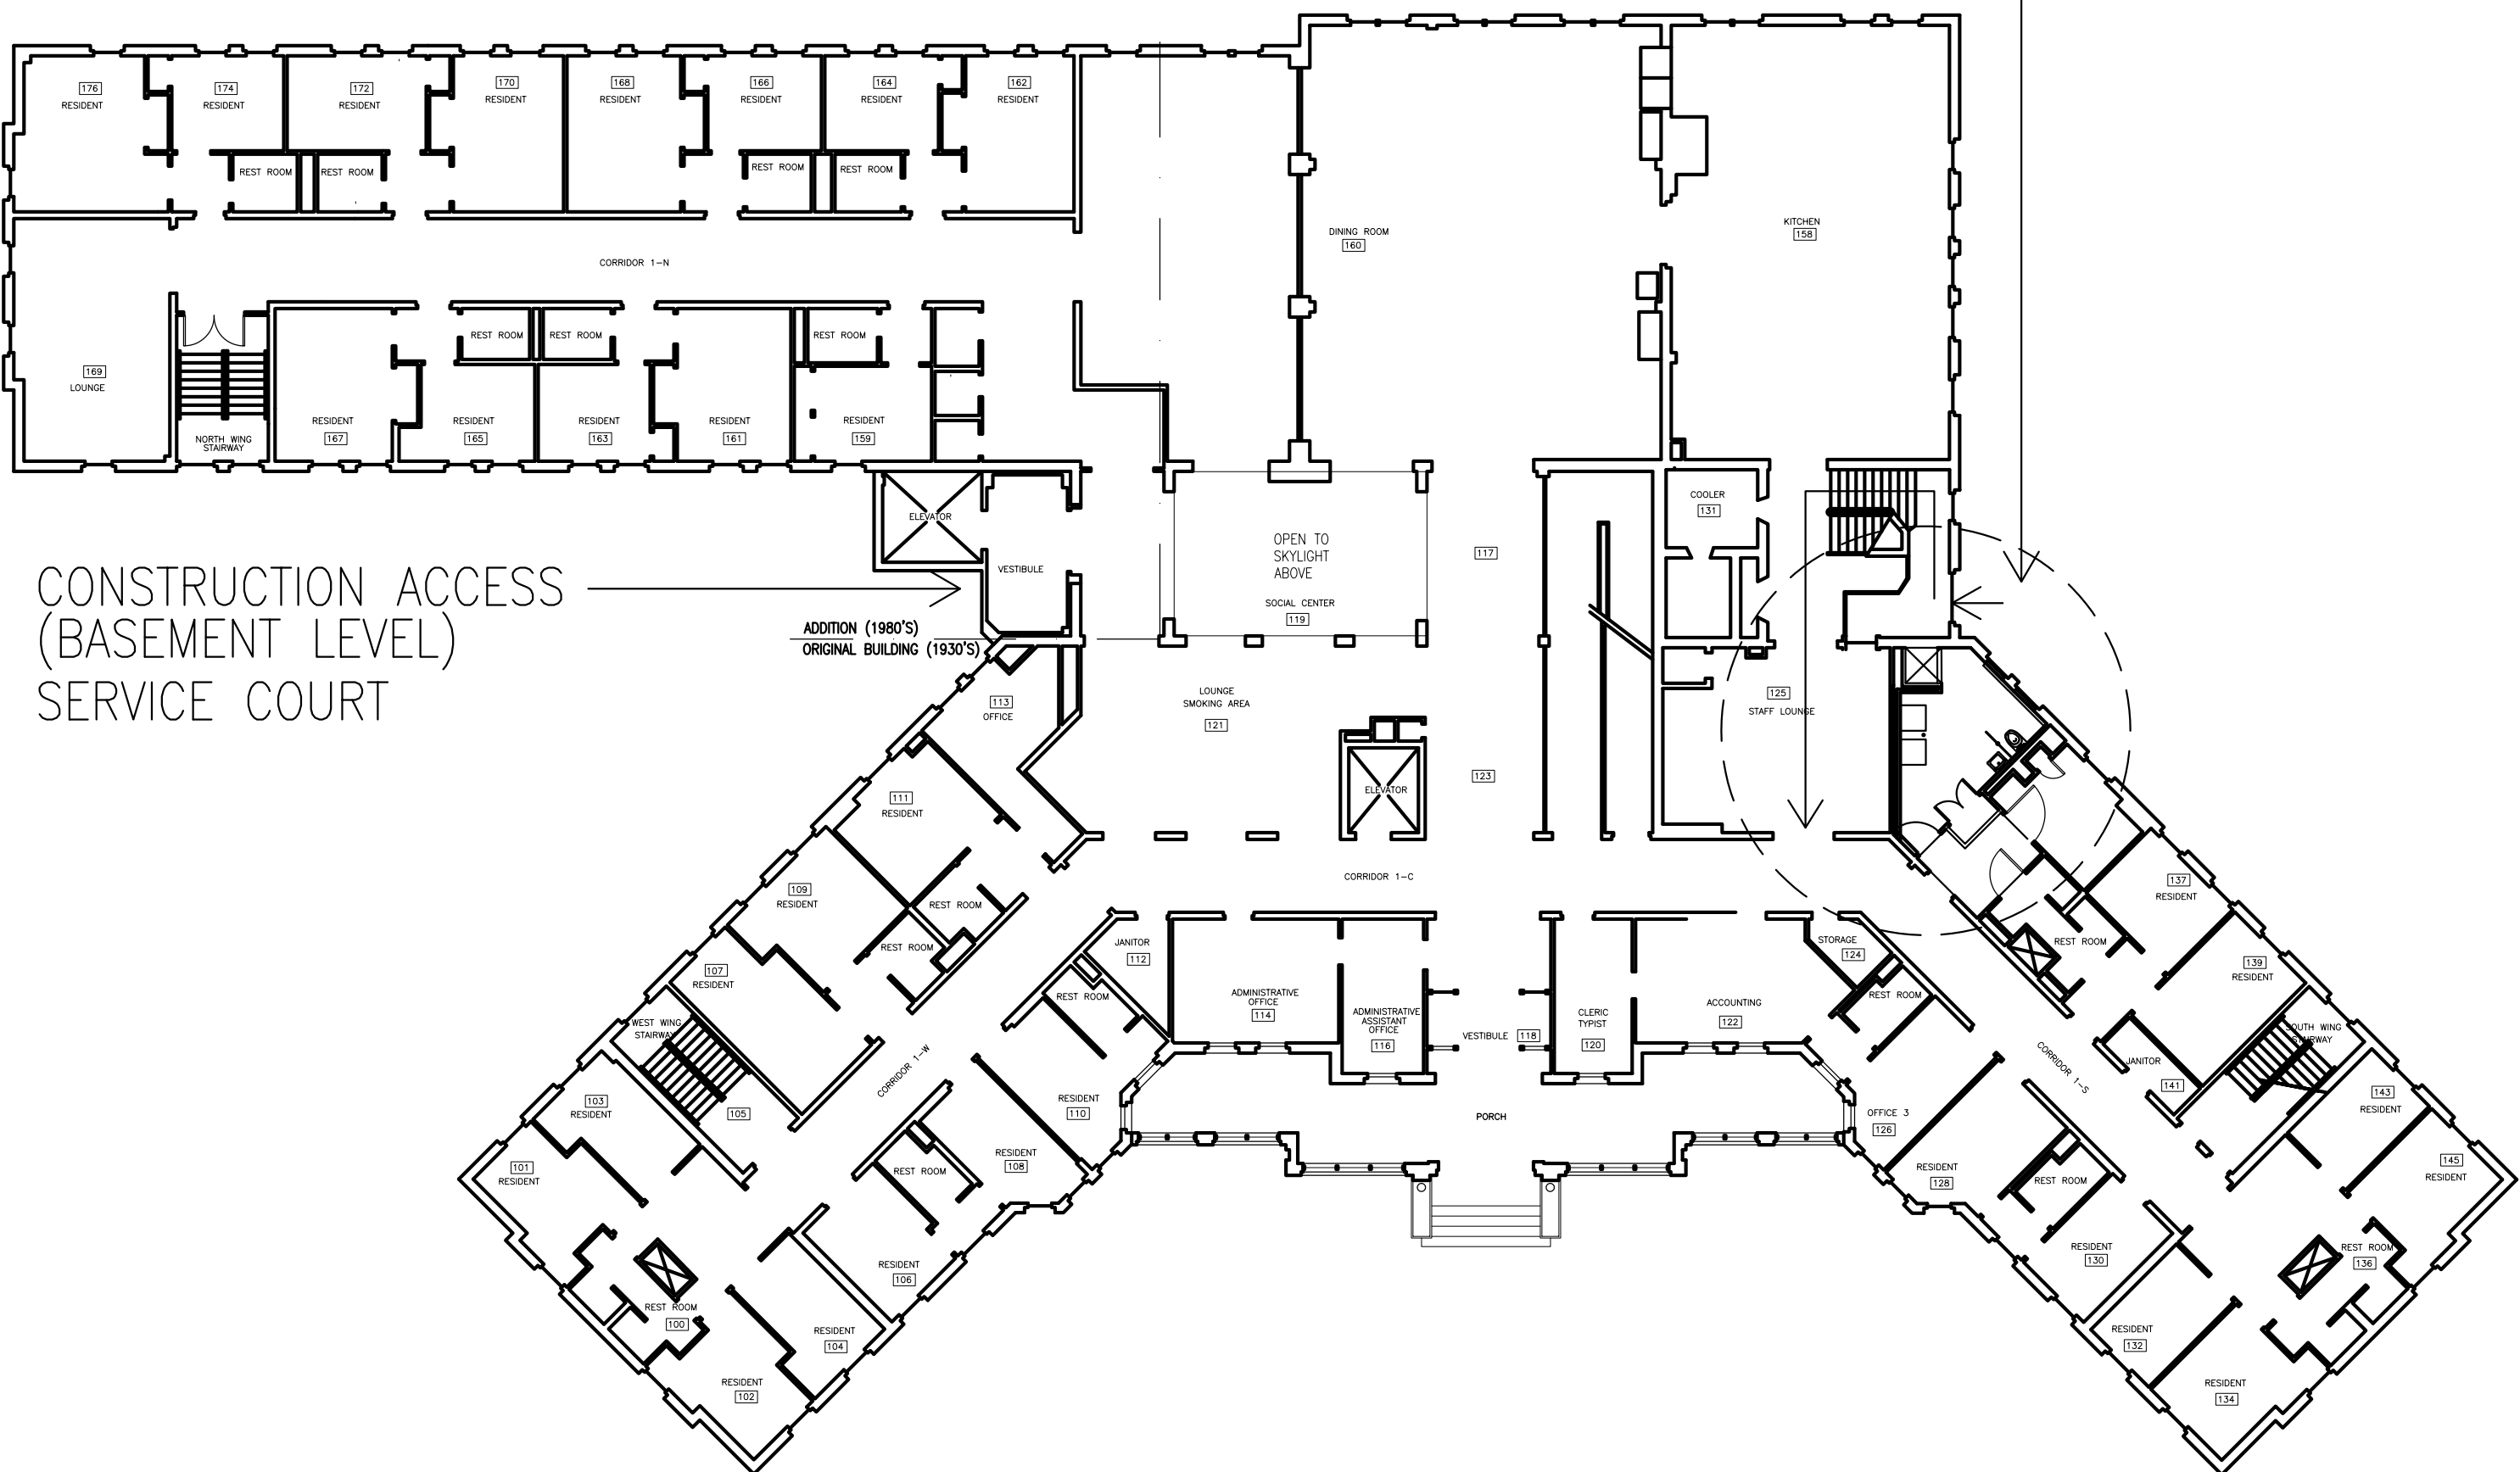 176
RESIDENT
174
RESIDENT
172
RESIDENT
170
RESIDENT
168
RESIDENT
166
RESIDENT
164
RESIDENT
162
RESIDENT
REST ROOM
REST ROOM
REST ROOM
REST ROOM
DINING ROOM
160
KITCHEN
158
CORRIDOR 1-N
REST ROOM
REST ROOM
REST ROOM
169
LOUNGE
NORTH WING
STAIRWAY
RESIDENT
167
RESIDENT
165
RESIDENT
163
RESIDENT
161
RESIDENT
159
ELEVATOR
VESTIBULE
OPEN TO
SKYLIGHT
ABOVE
SOCIAL CENTER
119
117
COOLER
131
CONSTRUCTION ACCESS
(BASEMENT LEVEL)
SERVICE COURT
ADDITION (1980'S)
ORIGINAL BUILDING (1930'S)
113
OFFICE
LOUNGE
SMOKING AREA
121
125
STAFF LOUNGE
123
ELEVATOR
111
RESIDENT
109
RESIDENT
REST ROOM
REST ROOM
CORRIDOR 1-C
137
RESIDENT
REST ROOM
139
RESIDENT
107
RESIDENT
JANITOR
112
REST ROOM
ADMINISTRATIVE
OFFICE
114
ADMINISTRATIVE
ASSISTANT
OFFICE
116
VESTIBULE
118
CLERIC
TYPIST
120
ACCOUNTING
122
STORAGE
124
REST ROOM
WEST WING
STAIRWAY
105
CORRIDOR 1-W
SOUTH WING
STAIRWAY
CORRIDOR 1-S
JANITOR
141
103
RESIDENT
RESIDENT
110
PORCH
OFFICE 3
126
143
RESIDENT
101
RESIDENT
REST ROOM
RESIDENT
108
RESIDENT
128
REST ROOM
145
RESIDENT
RESIDENT
106
RESIDENT
130
REST ROOM
136
REST ROOM
100
RESIDENT
104
RESIDENT
132
RESIDENT
102
RESIDENT
134